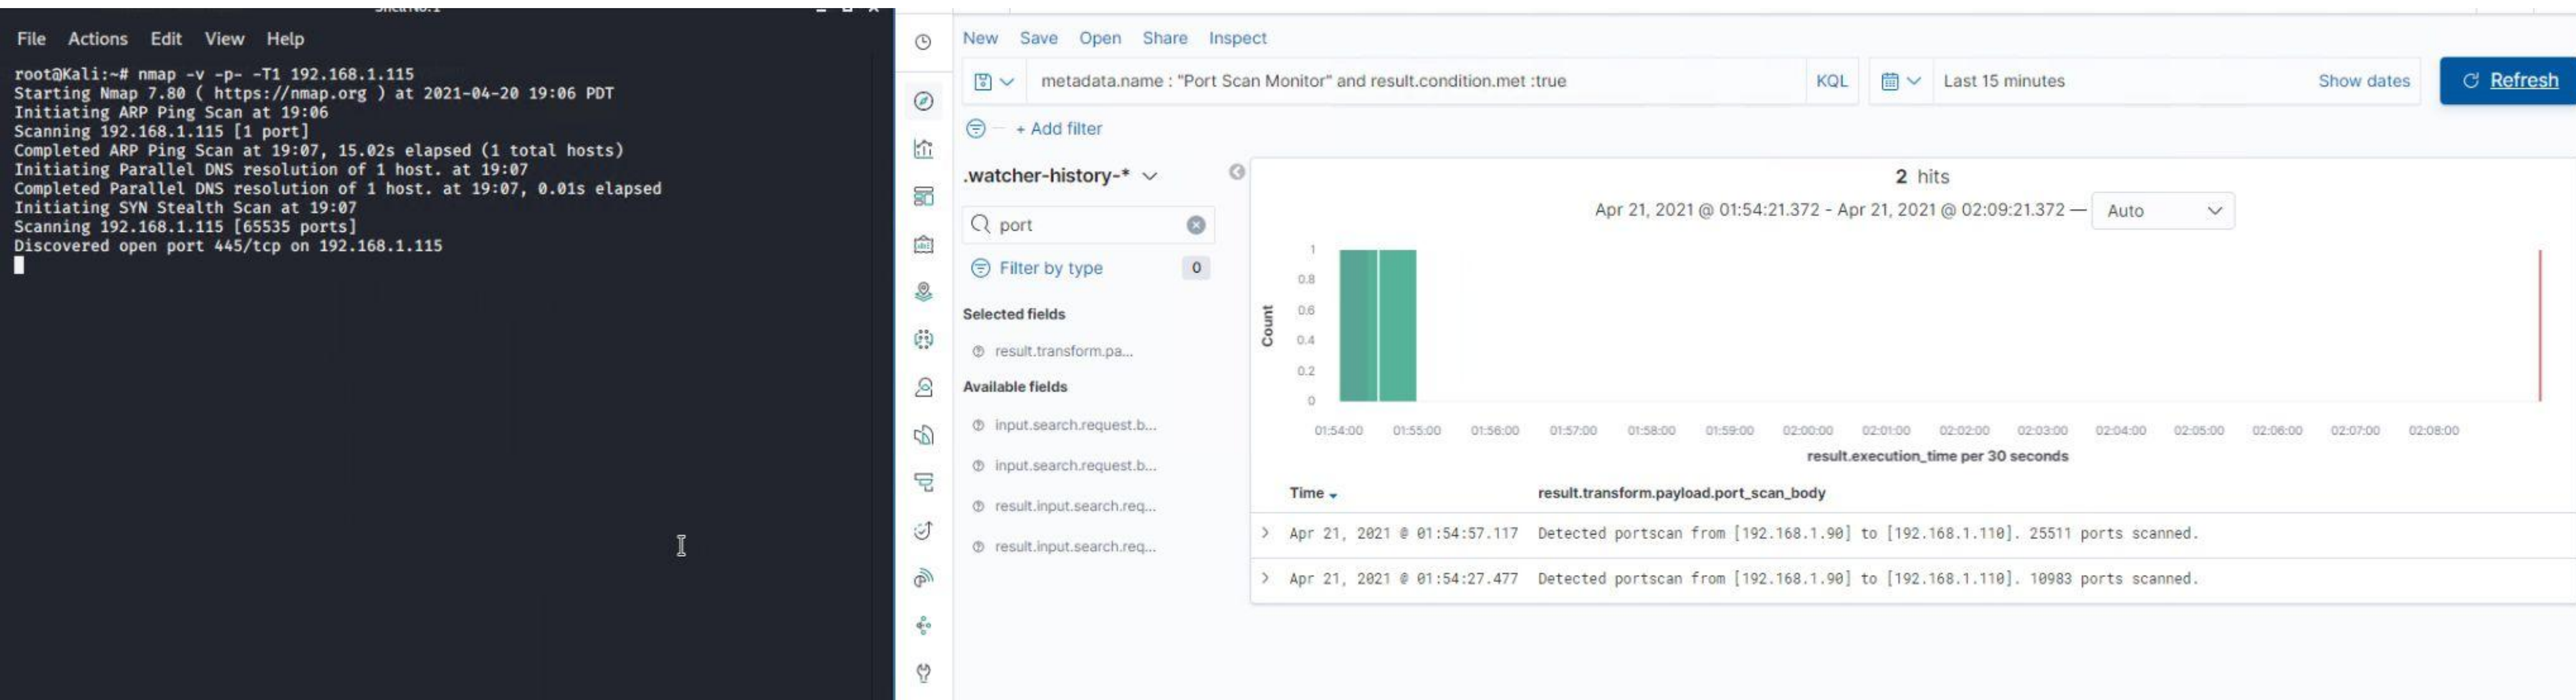 File Actions Edit View Help
root@Kali:~# nmap -v -p- -T1 192.168.1.115
Starting Nmap 7.80 ( https://nmap.org ) at 2021-04-20 19:06 PDT
Initiating ARP Ping Scan at 19:06
Scanning 192.168.1.115 [1 port]
Completed ARP Ping Scan at 19:07, 15.02s elapsed (1 total hosts)
Initiating Parallel DNS resolution of 1 host. at 19:07
Completed Parallel DNS resolution of 1 host. at 19:07, 0.01s elapsed
Initiating SYN Stealth Scan at 19:07
Scanning 192.168.1.115 [65535 ports]
Discovered open port 445/tcp on 192.168.1.115
New Save Open Share Inspect
metadata.name : "Port Scan Monitor" and result.condition.met :true
KQL
Last 15 minutes
Show dates
Refresh
+ Add filter
.watcher-history-*
port
Filter by type 0
Selected fields
result.transform.pa...
Available fields
input.search.request.b...
input.search.request.b...
result.input.search.req...
result.input.search.req...
2 hits
Apr 21, 2021 @ 01:54:21.372 - Apr 21, 2021 @ 02:09:21.372 — Auto
Count
1
0.8
0.6
0.4
0.2
0
01:54:00 01:55:00 01:56:00 01:57:00 01:58:00 01:59:00 02:00:00 02:01:00 02:02:00 02:03:00 02:04:00 02:05:00 02:06:00 02:07:00 02:08:00
result.execution_time per 30 seconds
Time result.transform.payload.port_scan_body
Apr 21, 2021 @ 01:54:57.117 Detected portscan from [192.168.1.90] to [192.168.1.110]. 25511 ports scanned.
Apr 21, 2021 @ 01:54:27.477 Detected portscan from [192.168.1.90] to [192.168.1.110]. 10983 ports scanned.